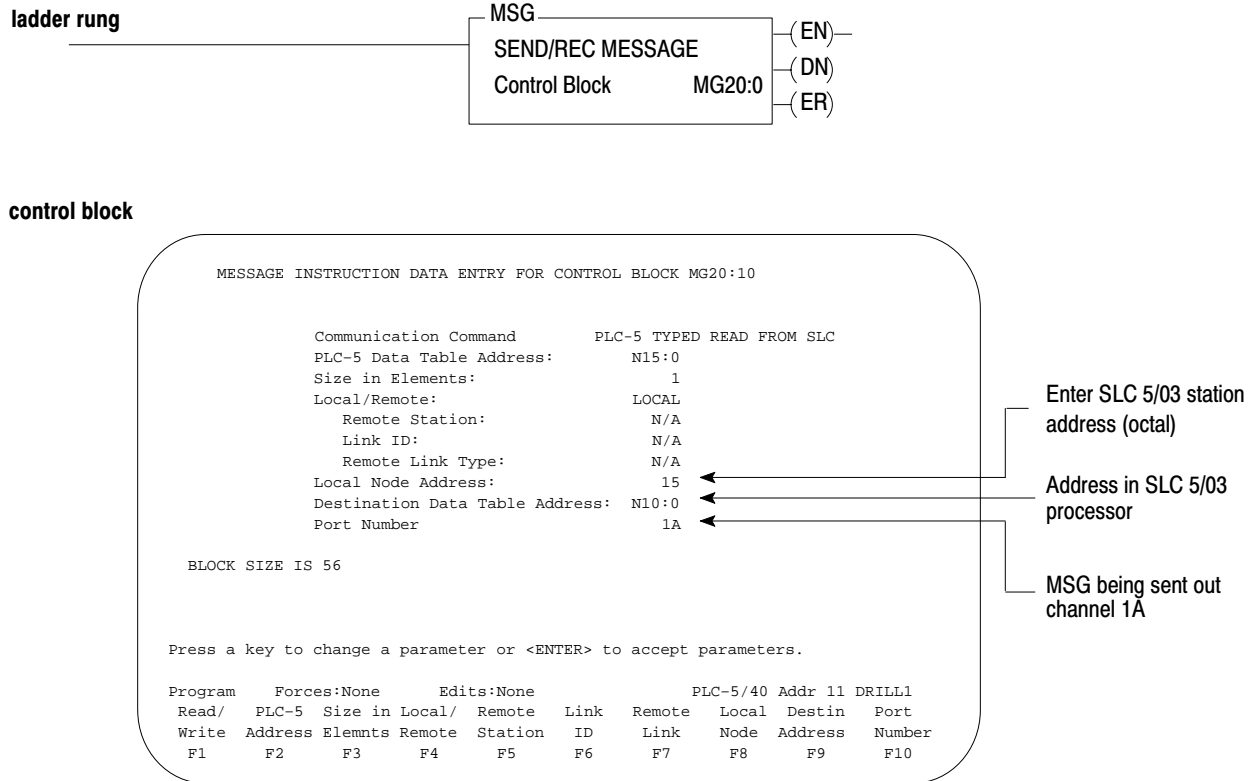 ladder rung
MSG
SEND/REC MESSAGE
Control Block MG20:0
(EN)
(DN)
(ER)
control block
MESSAGE INSTRUCTION DATA ENTRY FOR CONTROL BLOCK MG20:10
Communication Command PLC-5 TYPED READ FROM SLC
PLC-5 Data Table Address: N15:0
Size in Elements: 1
Local/Remote: LOCAL
Remote Station: N/A
Link ID: N/A
Remote Link Type: N/A
Local Node Address: 15
Destination Data Table Address: N10:0
Port Number 1A
BLOCK SIZE IS 56
Enter SLC 5/03 station
address (octal)
Address in SLC 5/03
processor
MSG being sent out
channel 1A
Press a key to change a parameter or <ENTER> to accept parameters.
Program Forces:None Edits:None PLC-5/40 Addr 11 DRILL1
Read/ PLC-5 Size in Local/ Remote Link Remote Local Destin Port
Write Address Elemnts Remote Station ID Link Node Address Number
F1 F2 F3 F4 F5 F6 F7 F8 F9 F10